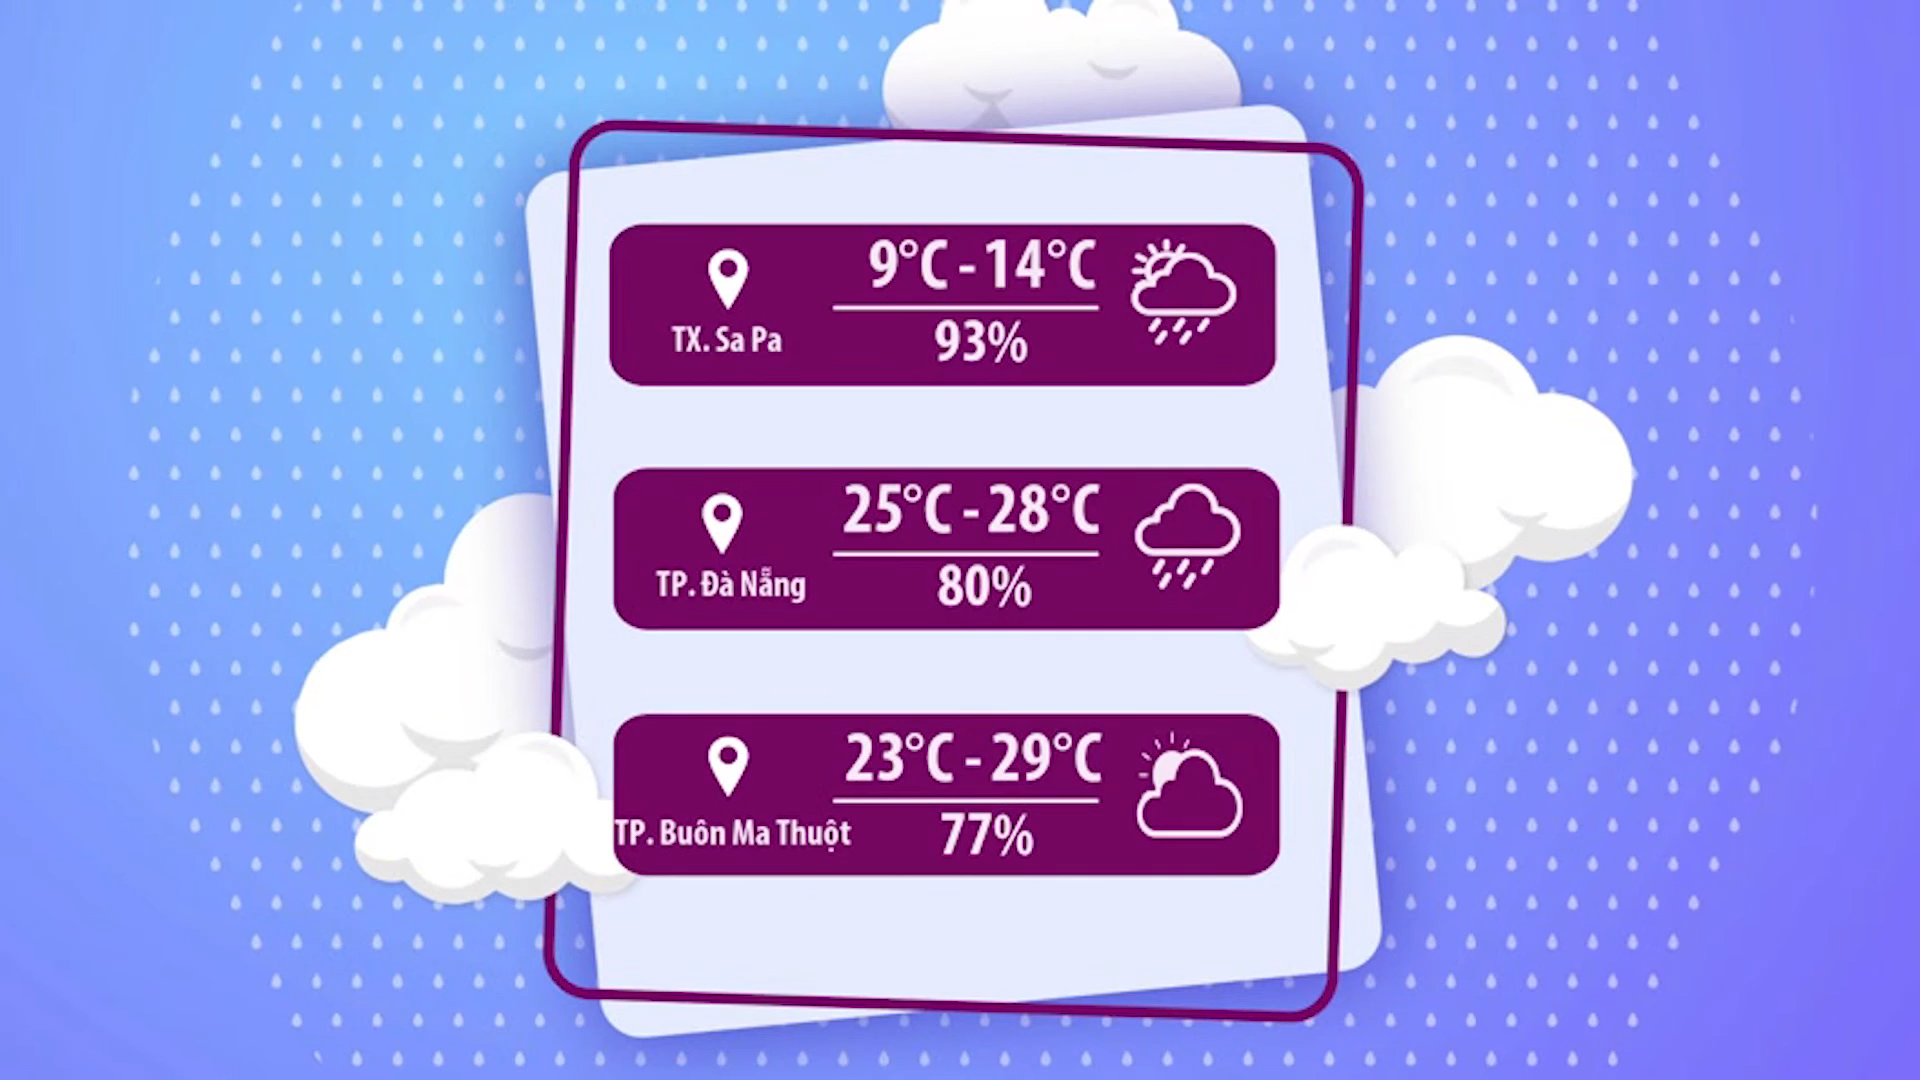 9°C - 14°C
TX. Sa Pa
93%
25°C - 28°C
TP. Đà Nẵng
80%
23°C - 29°C
TP. Buôn Ma Thuột
77%